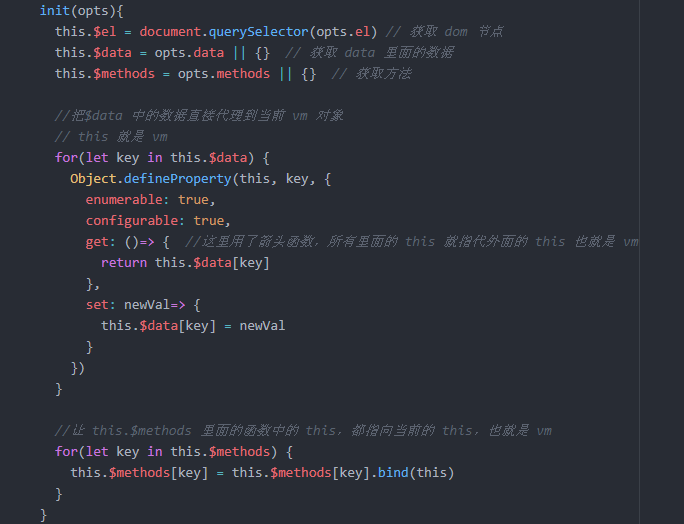 init(opts){
this.$el = document.querySelector(opts.el) // 获取 dom 节点
this.$data = opts.data || {}  // 获取 data 里面的数据
this.$methods = opts.methods || {}  // 获取方法
//把$data 中的数据直接代理到当前 vm 对象
// this 就是 vm
for(let key in this.$data) {
Object.defineProperty(this, key, {
enumerable: true,
configurable: true,
get: ()=> {  //这里用了箭头函数，所有里面的 this 就指代外面的 this 也就是 vm
return this.$data[key]
},
set: newVal=> {
this.$data[key] = newVal
}
})
}
//让 this.$methods 里面的函数中的 this，都指向当前的 this，也就是 vm
for(let key in this.$methods) {
this.$methods[key] = this.$methods[key].bind(this)
}
}